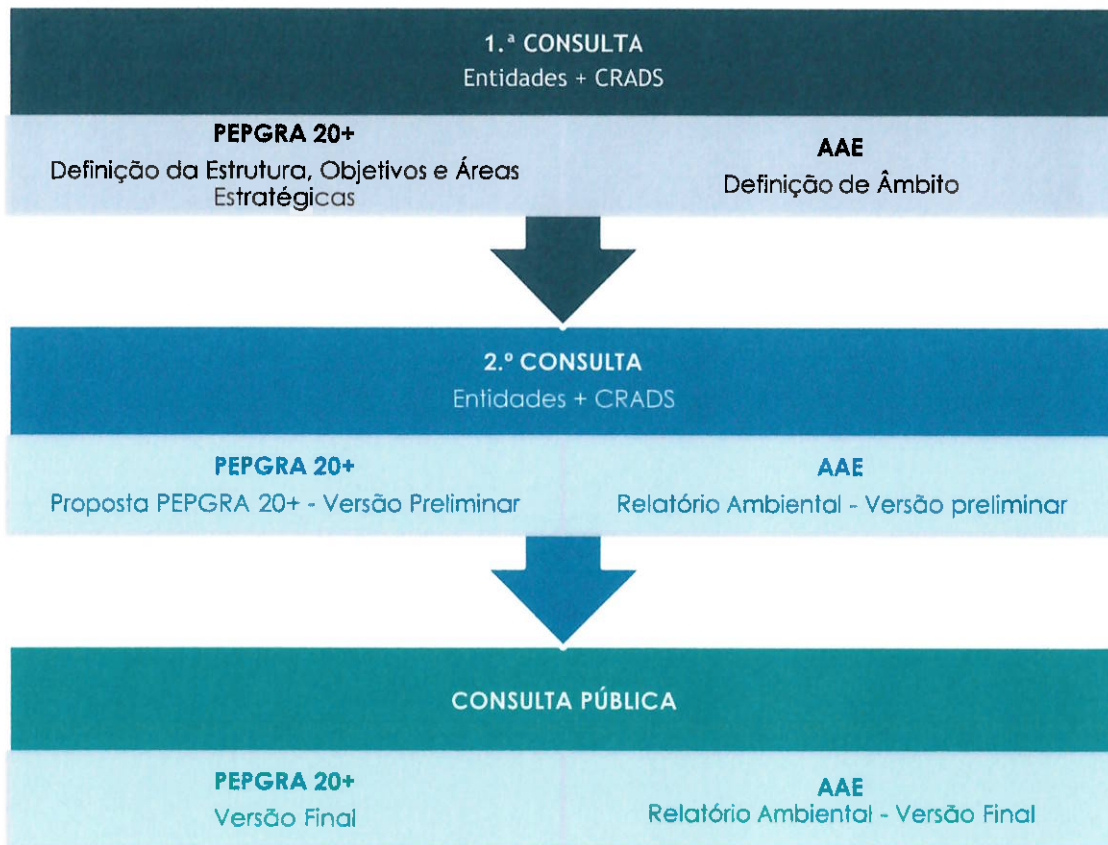 1.ª CONSULTA
Entidades + CRADS
PEPGRA 20+
Definição da Estrutura, Objetivos e Áreas
Estratégicas
AAE
Definição de Âmbito
2.º CONSULTA
Entidades + CRADS
PEPGRA 20+
Proposta PEPGRA 20+ - Versão Preliminar
AAE
Relatório Ambiental - Versão preliminar
CONSULTA PÚBLICA
PEPGRA 20+
Versão Final
AAE
Relatório Ambiental - Versão Final